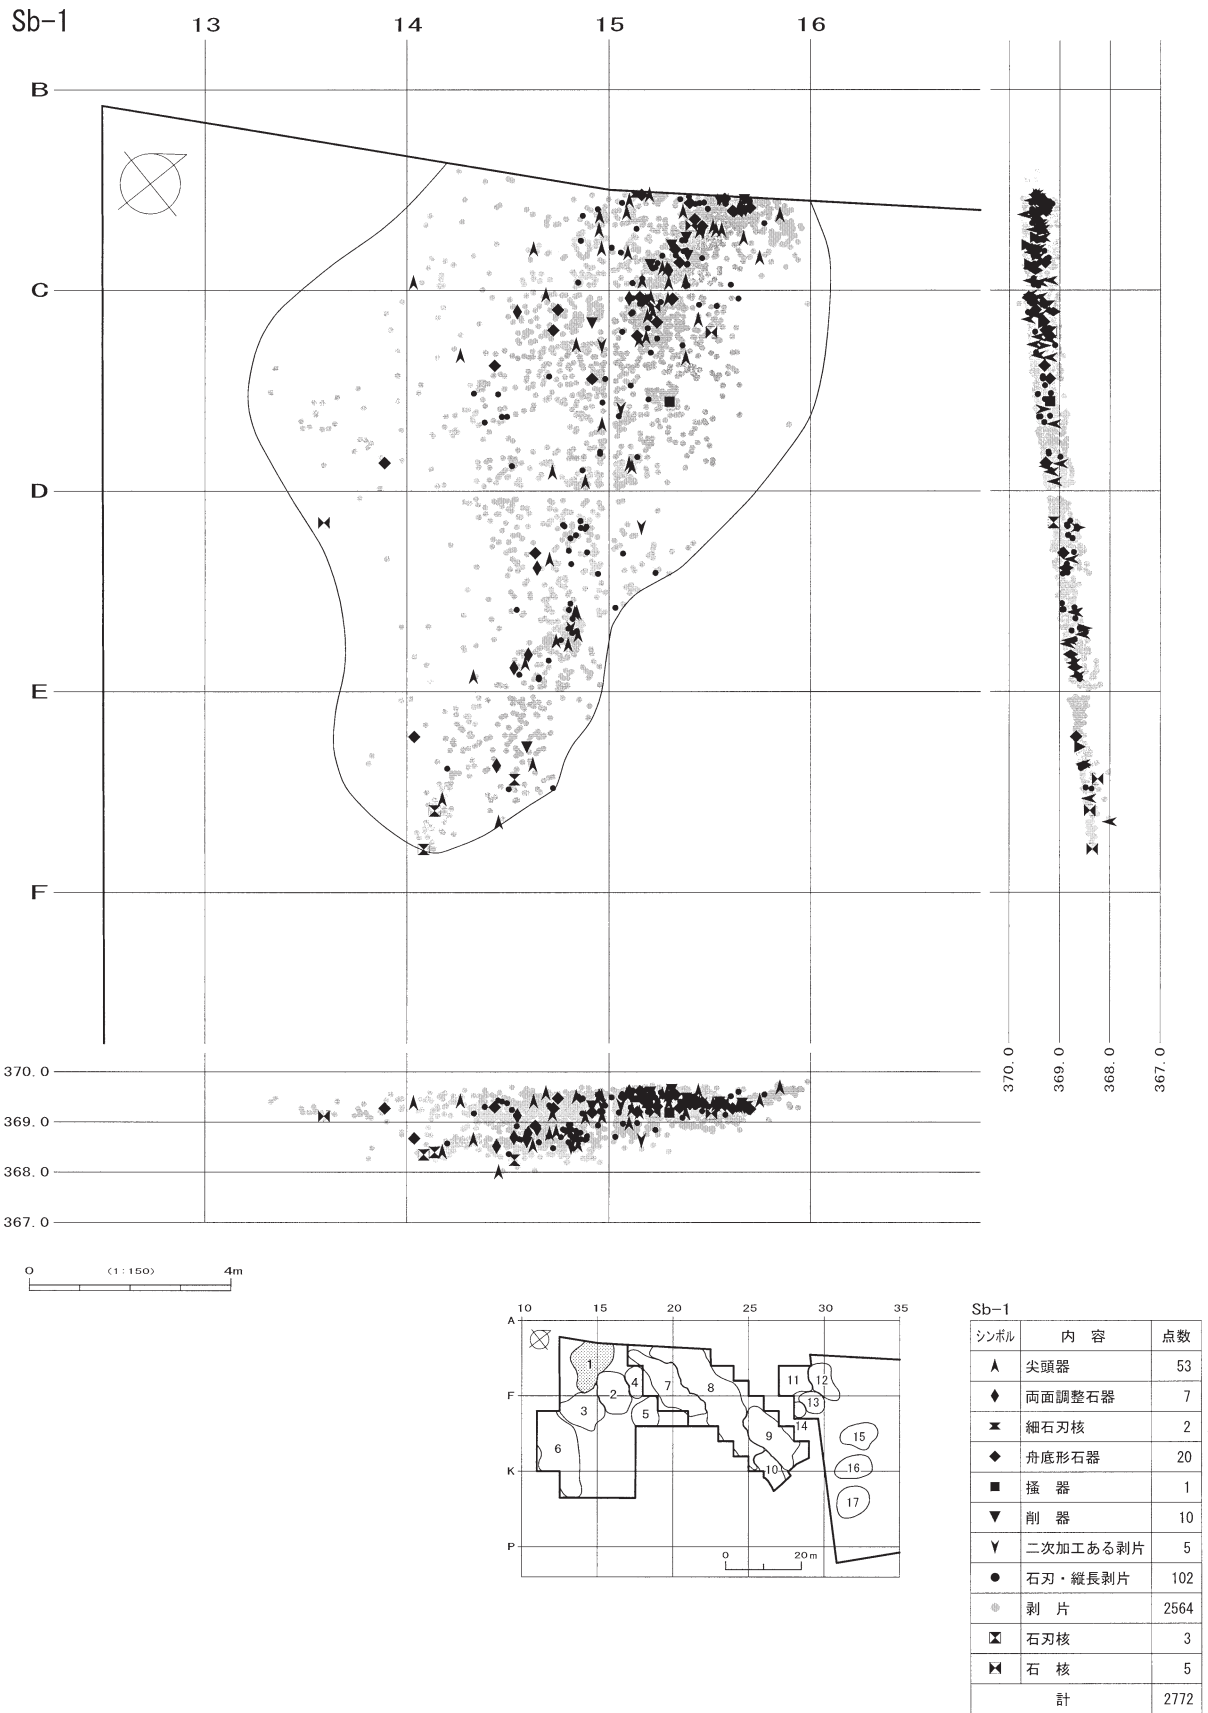 Sb-1
13 14 15 16
B
C
D
E
F
370.0
369.0
368.0
367.0
370.0 369.0 368.0 367.0
0 (1:150) 4m
10 15 20 25 30 35
A
F
K
P
1
2
3
4
5
6
7
8
9
10
11
12
13
14
15
16
17
0 20m
Sb-1
シンボル 内 容 点数
尖頭器 53
両面調整石器 7
細石刃核 2
舟底形石器 20
掻 器 1
削 器 10
二次加工ある剥片 5
石刃・縦長剥片 102
剥 片 2564
石刃核 3
石 核 5
計 2772